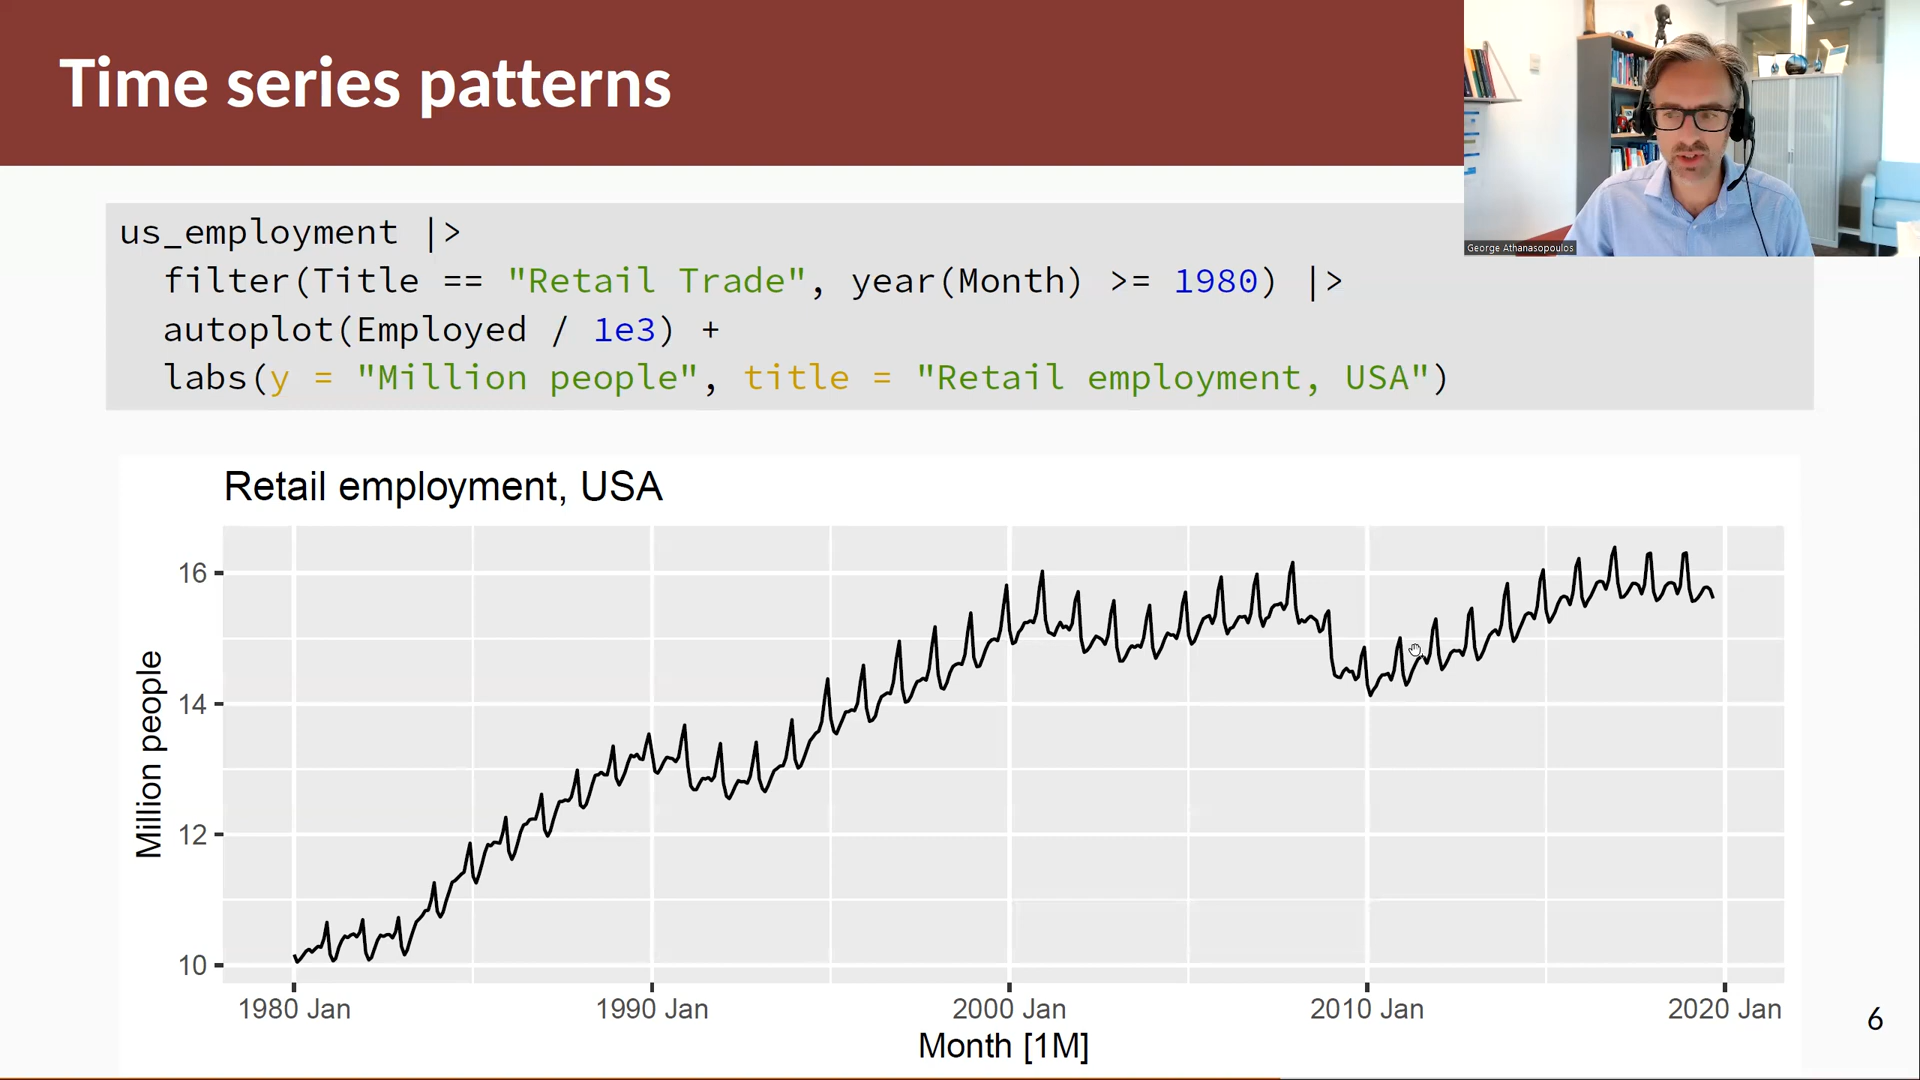 Time series patterns
George Athanasopoulos
us_employment |>
filter(Title == "Retail Trade", year(Month) >= 1980) |>
autoplot(Employed / 1e3) +
labs(y = "Million people", title = "Retail employment, USA")
Retail employment, USA
16
14
12
10
Million people
1980 Jan
1990 Jan
2000 Jan
2010 Jan
2020 Jan
Month [1M]
6